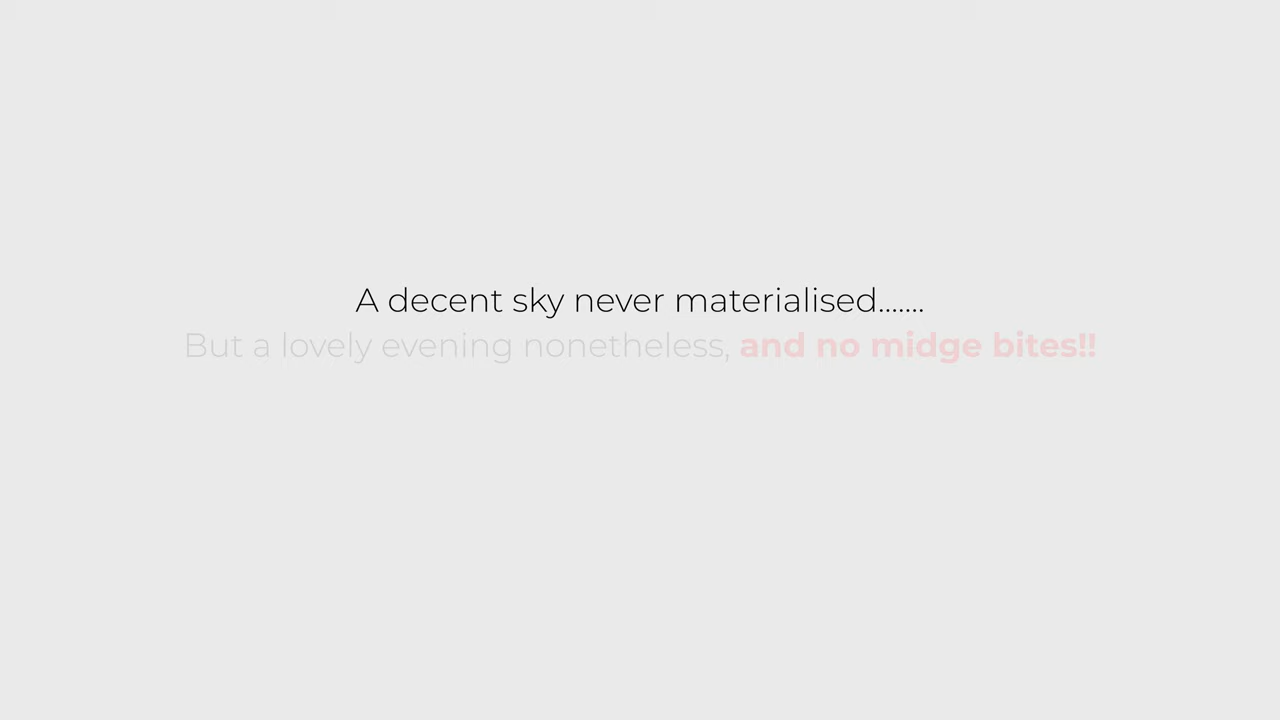 A decent sky never materialised.......
But a lovely evening nonetheless, and no midge bites!!